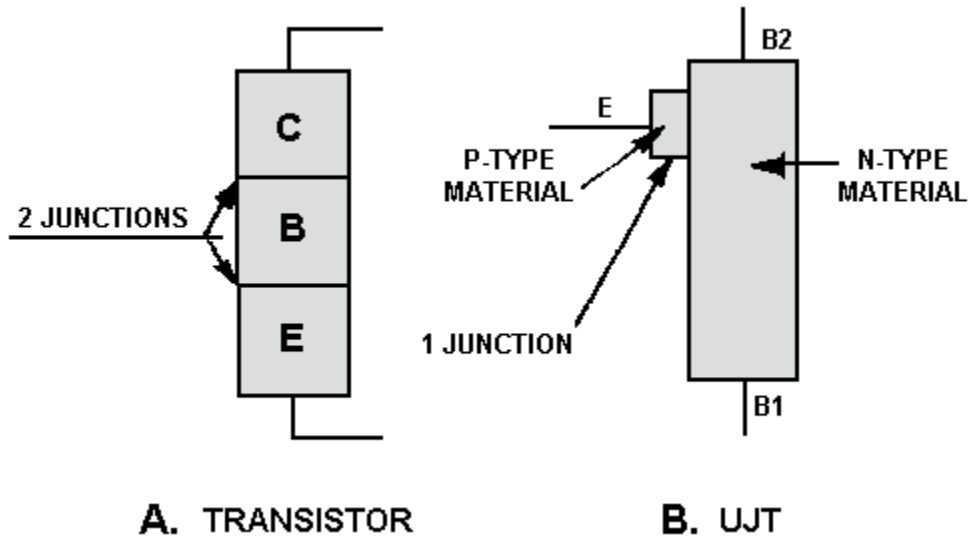 C
B
E
2 JUNCTIONS
A. TRANSISTOR
B2
E
P-TYPE
MATERIAL
N-TYPE
MATERIAL
1 JUNCTION
B1
B. UJT